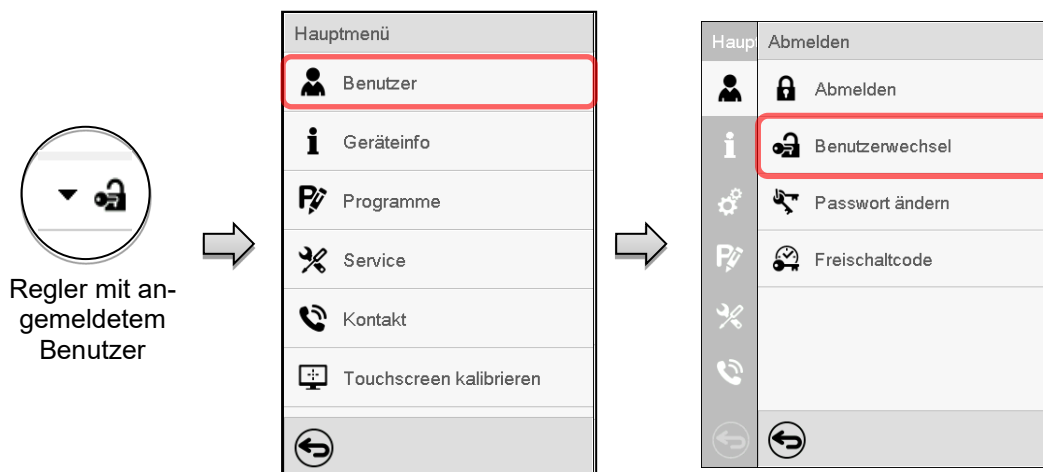 Regler mit an-
gemeldetem
Benutzer
Hauptmenü
Benutzer
Geräteinfo
Programme
Service
Kontakt
Touchscreen kalibrieren
Haupt
Abmelden
Abmelden
Benutzerwechsel
Passwort ändern
Freischaltcode